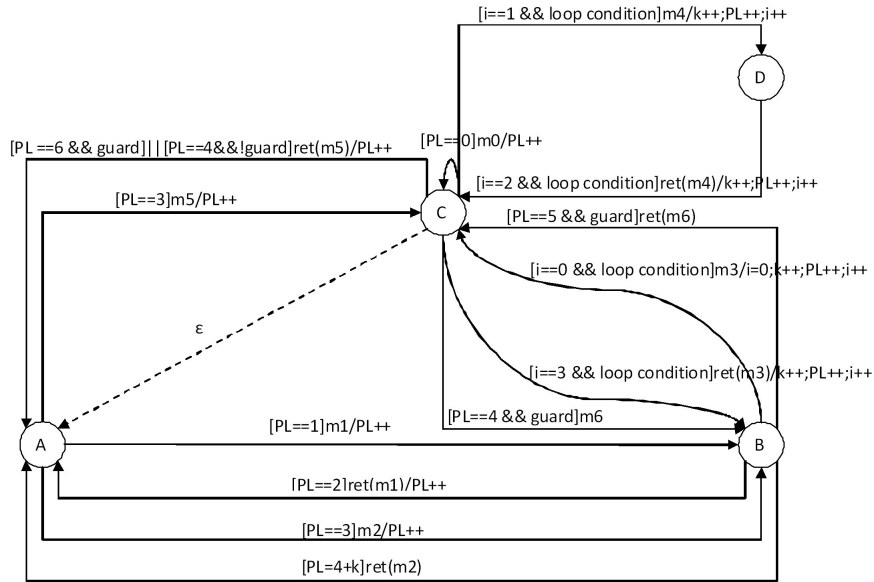 [i==1 && loop condition]m4/k++;PL++;i++
D
[PL==0]m0/PL++
[PL ==6 && guard]||[PL==4&&!guard]ret(m5)/PL++
[i==2 && loop condition]ret(m4)/k++;PL++;i++
[PL==3]m5/PL++
C
[PL==5 && guard]ret(m6)
[i==0 && loop condition]m3/i=0;k++;PL++;i++
ε
[i==3 && loop condition]ret(m3)/k++;PL++;i++
[PL==4 && guard]m6
[PL==1]m1/PL++
A
B
[PL==2]ret(m1)/PL++
[PL==3]m2/PL++
[PL=4+k]ret(m2)